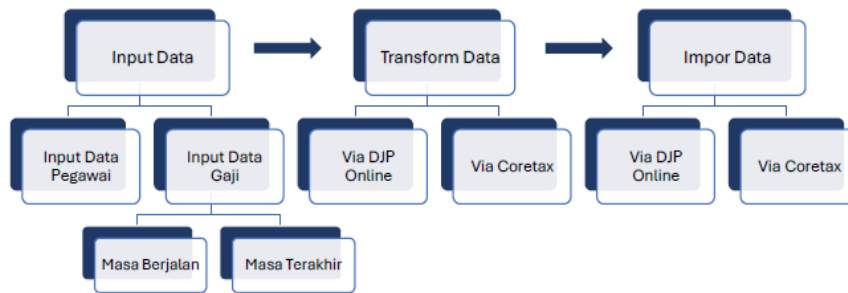 Input Data
Transform Data
Impor Data
Input Data
Pegawai
Input Data
Gaji
Via DJP
Online
Via Coretax
Via DJP
Online
Via Coretax
Masa Berjalan
Masa Terakhir